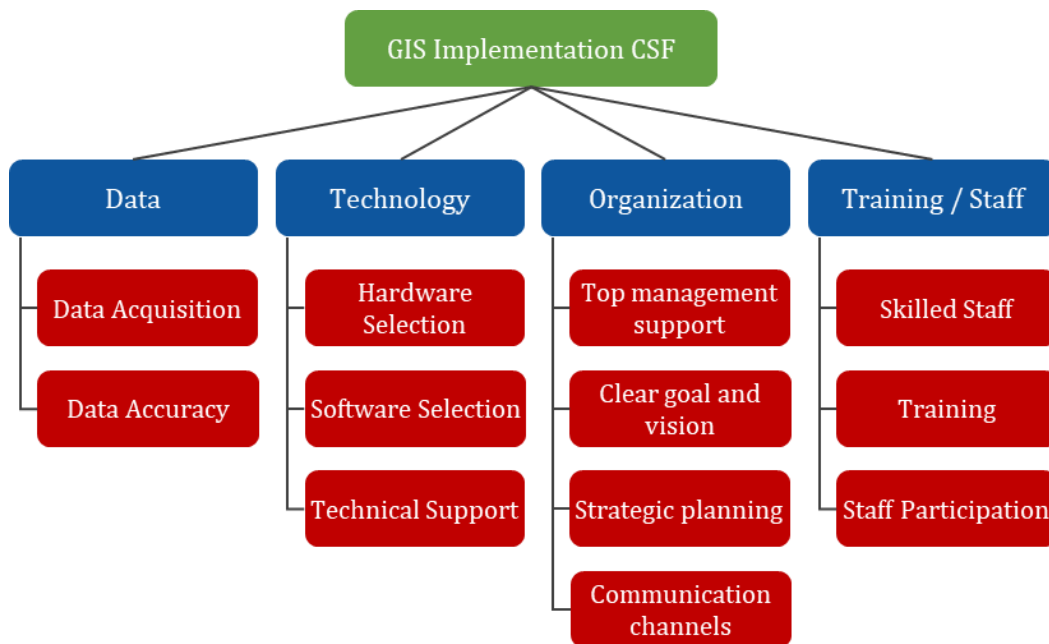 GIS Implementation CSF
Data
Technology
Organization
Training / Staff
Data Acquisition
Data Accuracy
Hardware
Selection
Software Selection
Technical Support
Top management
support
Clear goal and
vision
Strategic planning
Communication
channels
Skilled Staff
Training
Staff Participation